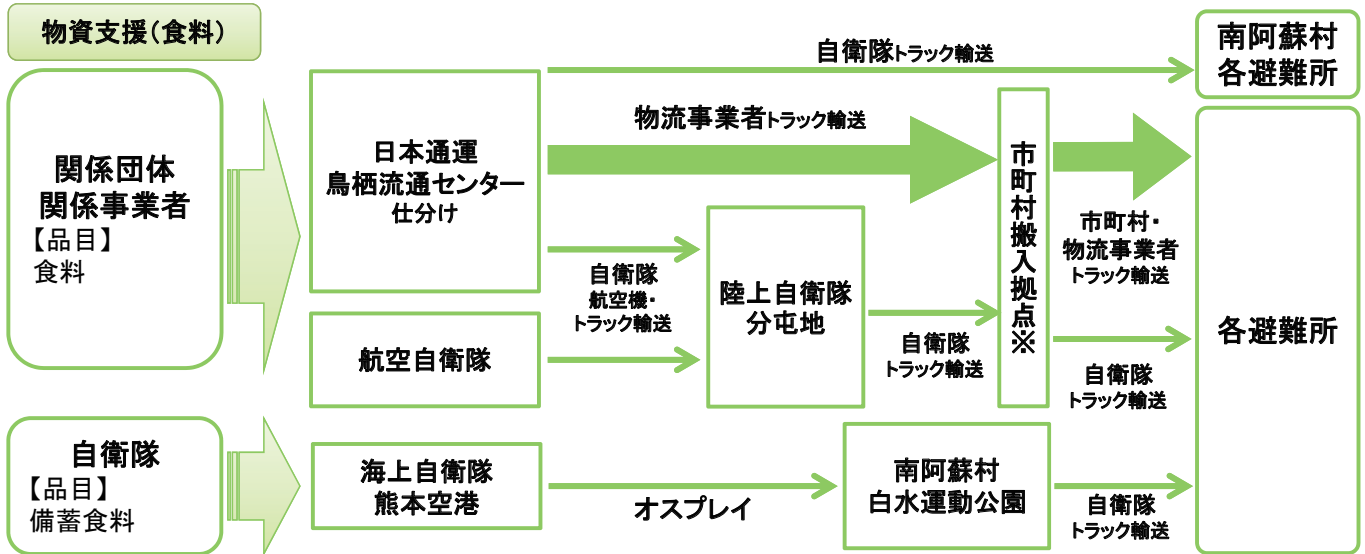 物資支援（食料）
関係団体
関係事業者
【品目】
食料
自衛隊
【品目】
備蓄食料
日本通運
鳥栖流通センター
仕分け
航空自衛隊
海上自衛隊
熊本空港
自衛隊トラック輸送
物流事業者トラック輸送
自衛隊
航空機・
トラック輸送
陸上自衛隊
分屯地
自衛隊
トラック輸送
オスプレイ
南阿蘇村
白水運動公園
市町村搬入拠点※
市町村・
物流事業者
トラック輸送
自衛隊
トラック輸送
自衛隊
トラック輸送
南阿蘇村
各避難所
各避難所